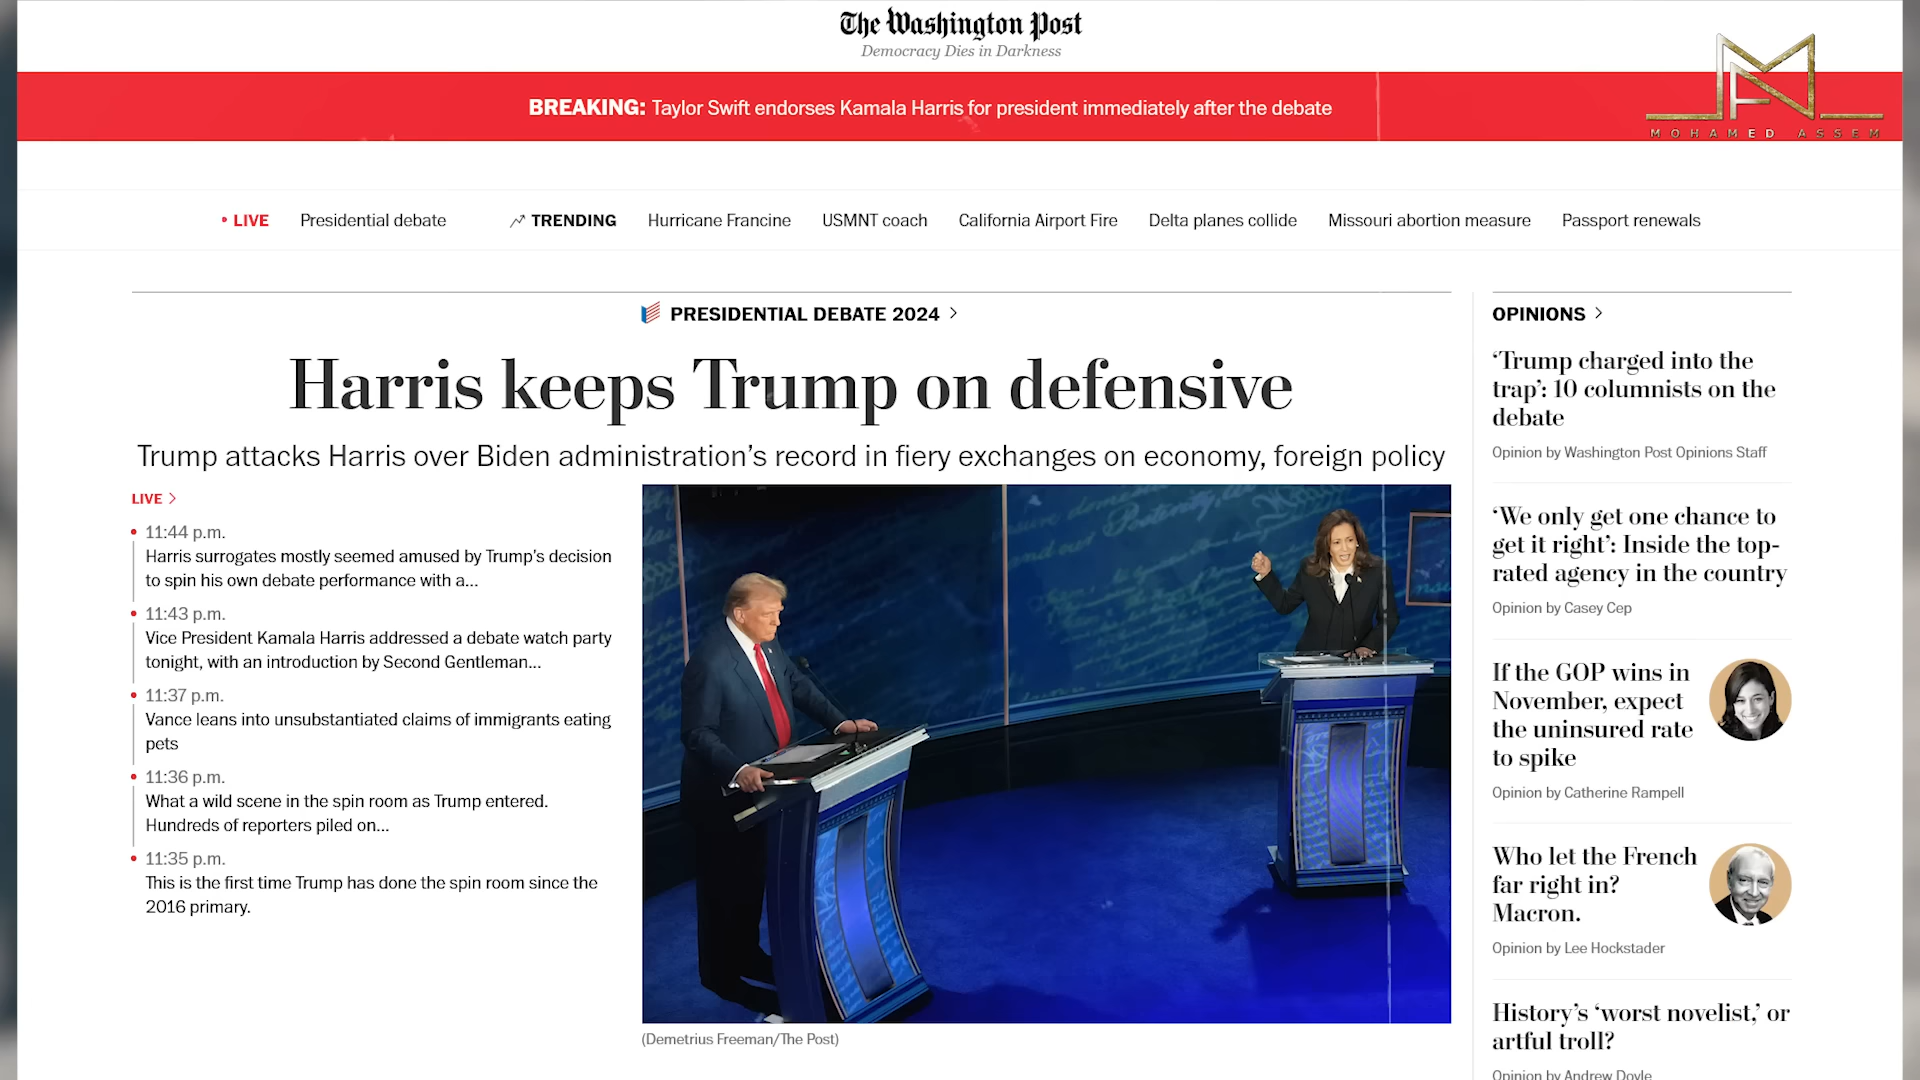 The Washington Post
Democracy Dies in Darkness
BREAKING: Taylor Swift endorses Kamala Harris for president immediately after the debate
MOHAMED ASSEM
LIVE
Presidential debate
TRENDING
Hurricane Francine
USMNT coach
California Airport Fire
Delta planes collide
Missouri abortion measure
Passport renewals
PRESIDENTIAL DEBATE 2024
Harris keeps Trump on defensive
Trump attacks Harris over Biden administration’s record in fiery exchanges on economy, foreign policy
LIVE
11:44 p.m.
Harris surrogates mostly seemed amused by Trump’s decision
to spin his own debate performance with a...
11:43 p.m.
Vice President Kamala Harris addressed a debate watch party
tonight, with an introduction by Second Gentleman...
11:37 p.m.
Vance leans into unsubstantiated claims of immigrants eating
pets
11:36 p.m.
What a wild scene in the spin room as Trump entered.
Hundreds of reporters piled on...
11:35 p.m.
This is the first time Trump has done the spin room since the
2016 primary.
(Demetrius Freeman/The Post)
OPINIONS
‘Trump charged into the
trap’: 10 columnists on the
debate
Opinion by Washington Post Opinions Staff
‘We only get one chance to
get it right’: Inside the top-
rated agency in the country
Opinion by Casey Cep
If the GOP wins in
November, expect
the uninsured rate
to spike
Opinion by Catherine Rampell
Who let the French
far right in?
Macron.
Opinion by Lee Hockstader
History’s ‘worst novelist,’ or
artful troll?
Opinion by Andrew Doyle